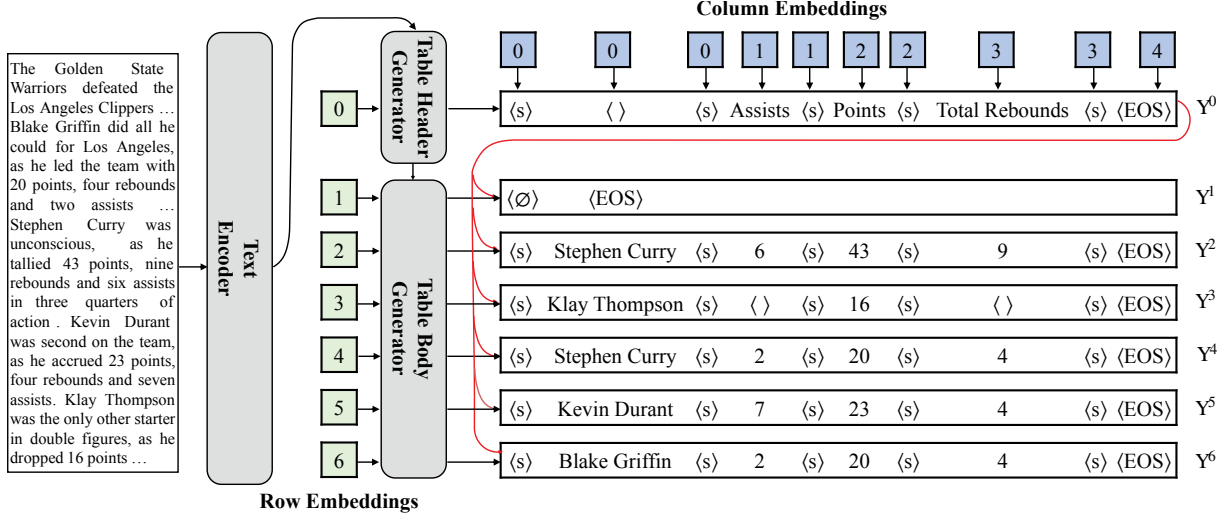 Column Embeddings
0 0 0 1 1 2 2 3 3 4
The Golden State
Warriors defeated the
Los Angeles Clippers …
Blake Griffin did all he
could for Los Angeles,
as he led the team with
20 points, four rebounds
and two assists …
Stephen Curry was
unconscious, as he
tallied 43 points, nine
rebounds and six assists
in three quarters of
action . Kevin Durant
was second on the team,
as he accrued 23 points,
four rebounds and seven
assists. Klay Thompson
was the only other starter
in double figures, as he
dropped 16 points …
Text
Encoder
Table Header
Generator
Table Body
Generator
0 ⟨s⟩ ⟨ ⟩ ⟨s⟩ Assists ⟨s⟩ Points ⟨s⟩ Total Rebounds ⟨s⟩ ⟨EOS⟩ Y⁰
1 ⟨∅⟩ ⟨EOS⟩ Y¹
2 ⟨s⟩ Stephen Curry ⟨s⟩ 6 ⟨s⟩ 43 ⟨s⟩ 9 ⟨s⟩ ⟨EOS⟩ Y²
3 ⟨s⟩ Klay Thompson ⟨s⟩ ⟨ ⟩ ⟨s⟩ 16 ⟨s⟩ ⟨ ⟩ ⟨s⟩ ⟨EOS⟩ Y³
4 ⟨s⟩ Stephen Curry ⟨s⟩ 2 ⟨s⟩ 20 ⟨s⟩ 4 ⟨s⟩ ⟨EOS⟩ Y⁴
5 ⟨s⟩ Kevin Durant ⟨s⟩ 7 ⟨s⟩ 23 ⟨s⟩ 4 ⟨s⟩ ⟨EOS⟩ Y⁵
6 ⟨s⟩ Blake Griffin ⟨s⟩ 2 ⟨s⟩ 20 ⟨s⟩ 4 ⟨s⟩ ⟨EOS⟩ Y⁶
Row Embeddings